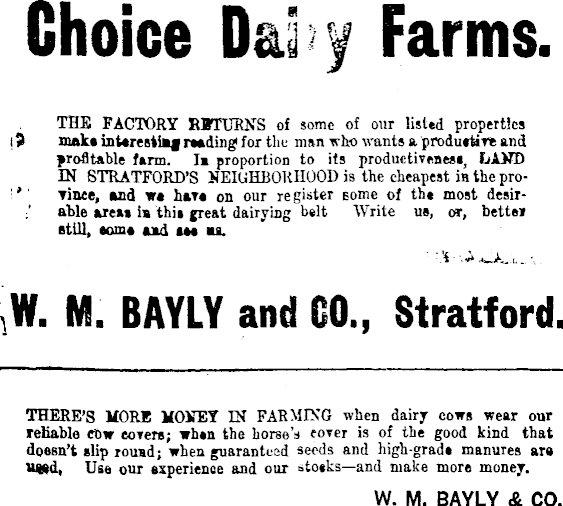 Choice Dairy Farms.
THE FACTORY RETURNS of some of our listed properties
make interesting reading for the man who wants a productive and
profitable farm. In proportion to its productiveness, LAND
IN STRATFORD'S NEIGHBORHOOD is the cheapest in the pro-
vince, and we have on our register some of the most desir-
able areas in this great dairying belt Write us, or, better
still, come and see us.
W. M. BAYLY and CO., Stratford.
THERE'S MORE MONEY IN FARMING when dairy cows wear our
reliable cow covers; when the horse's cover is of the good kind that
doesn't slip round; when guaranteed seeds and high-grade manures are
used, Use our experience and our stocks—and make more money.
W. M. BAYLY & CO.